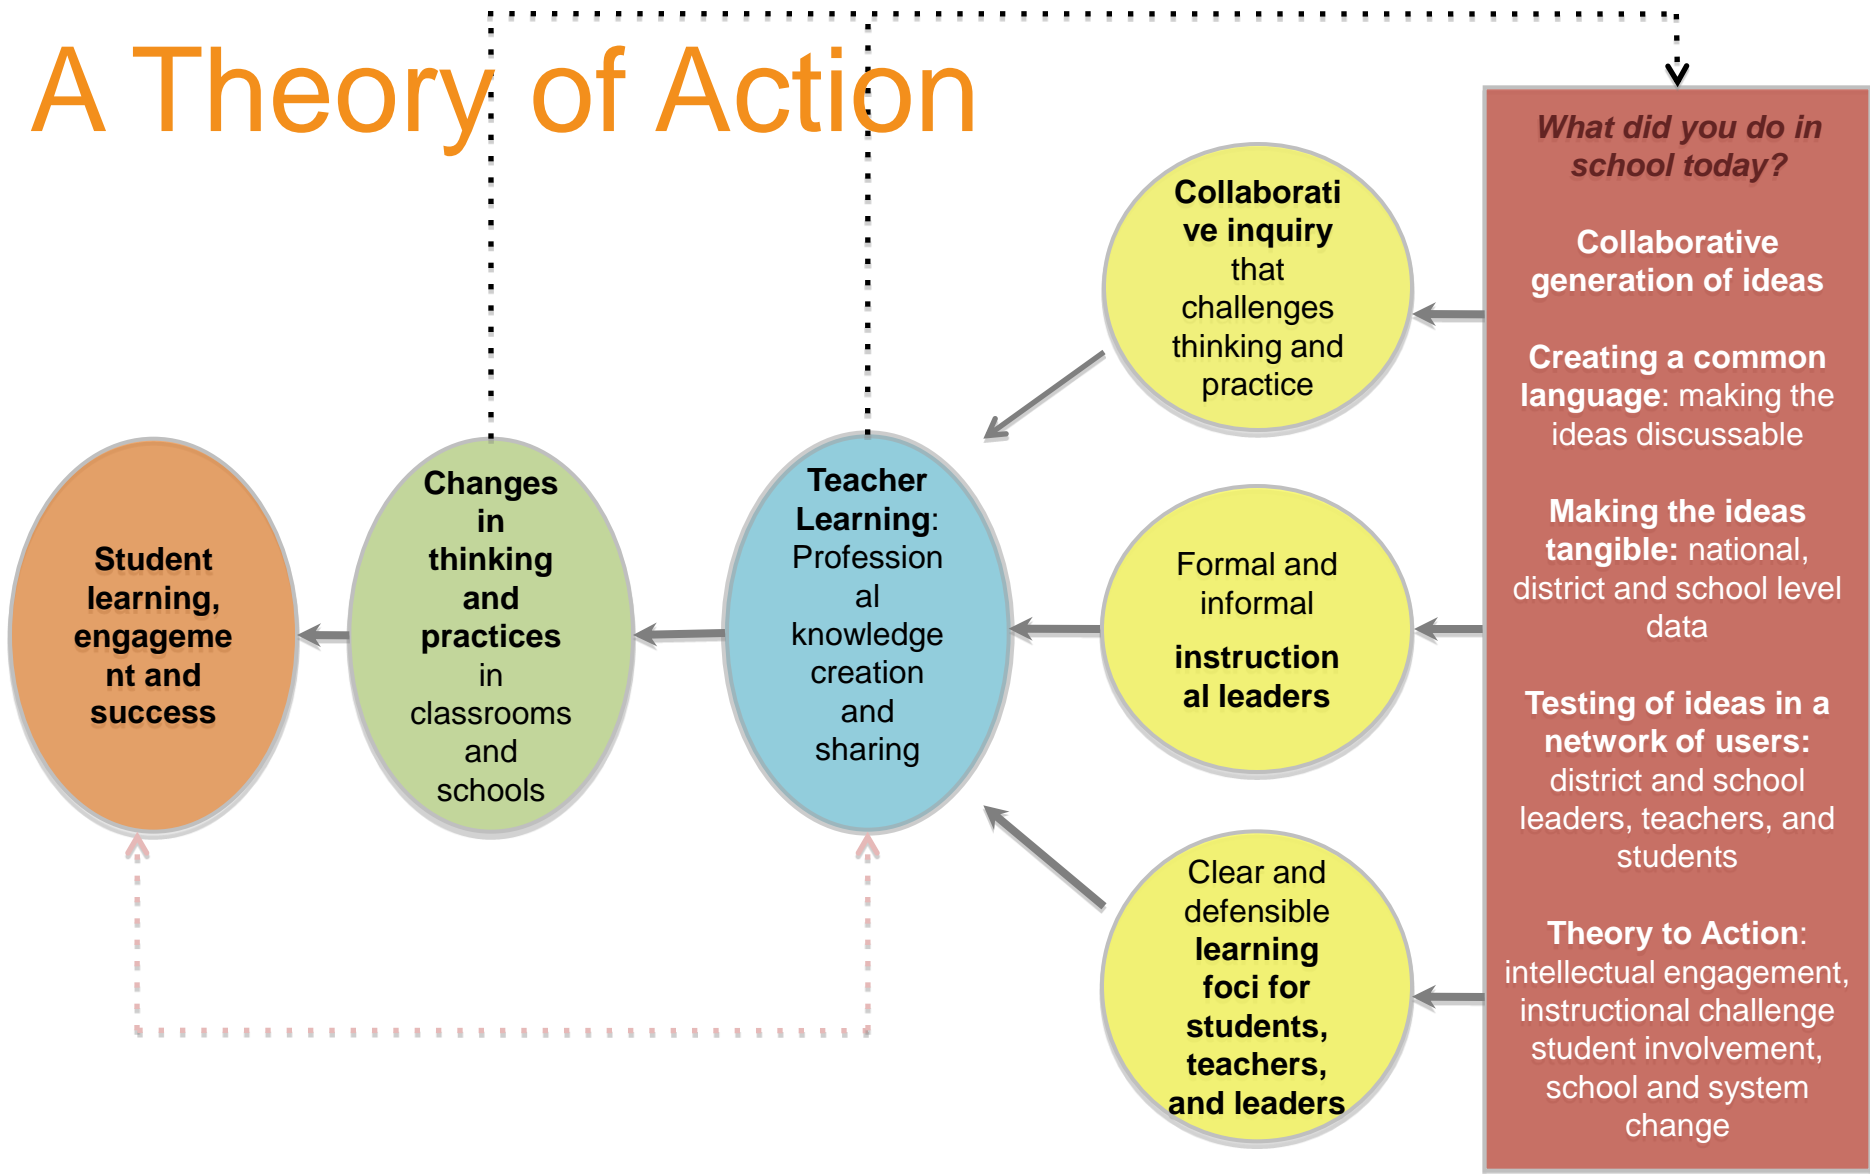 A Theory of Action
Student
learning,
engageme
nt and
success
Changes
in
thinking
and
practices
in
classrooms
and
schools
Teacher
Learning:
Profession
al
knowledge
creation
and
sharing
Collaborati
ve inquiry
that
challenges
thinking and
practice
Formal and
informal
instruction
al leaders
Clear and
defensible
learning
foci for
students,
teachers,
and leaders
What did you do in
school today?
Collaborative
generation of ideas
Creating a common
language: making the
ideas discussable
Making the ideas
tangible: national,
district and school level
data
Testing of ideas in a
network of users:
district and school
leaders, teachers, and
students
Theory to Action:
intellectual engagement,
instructional challenge
student involvement,
school and system
change